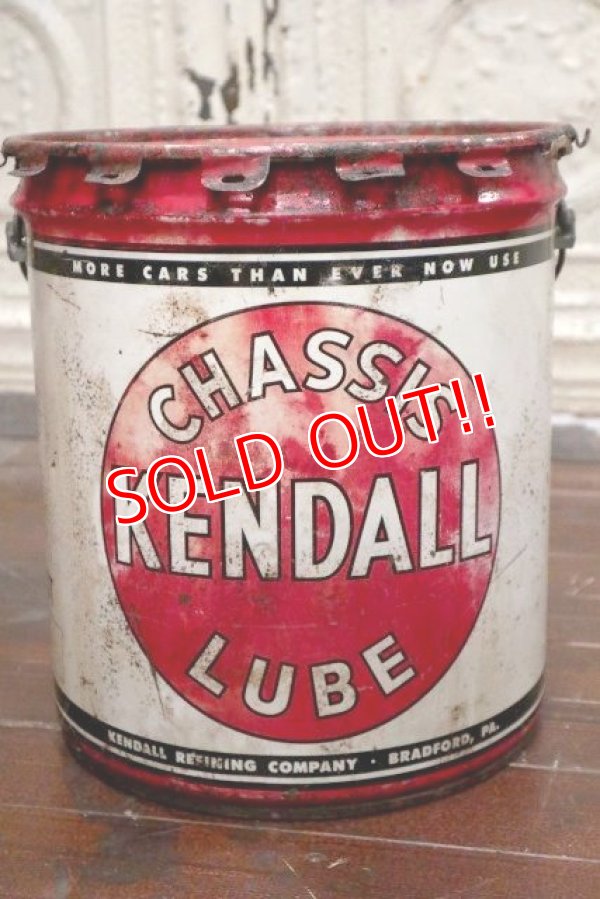 MORE CARS THAN EVER NOW USE
CHASSIS
SOLD OUT!!
KENDALL
LUBE
KENDALL REFINING COMPANY · BRADFORD, PA.